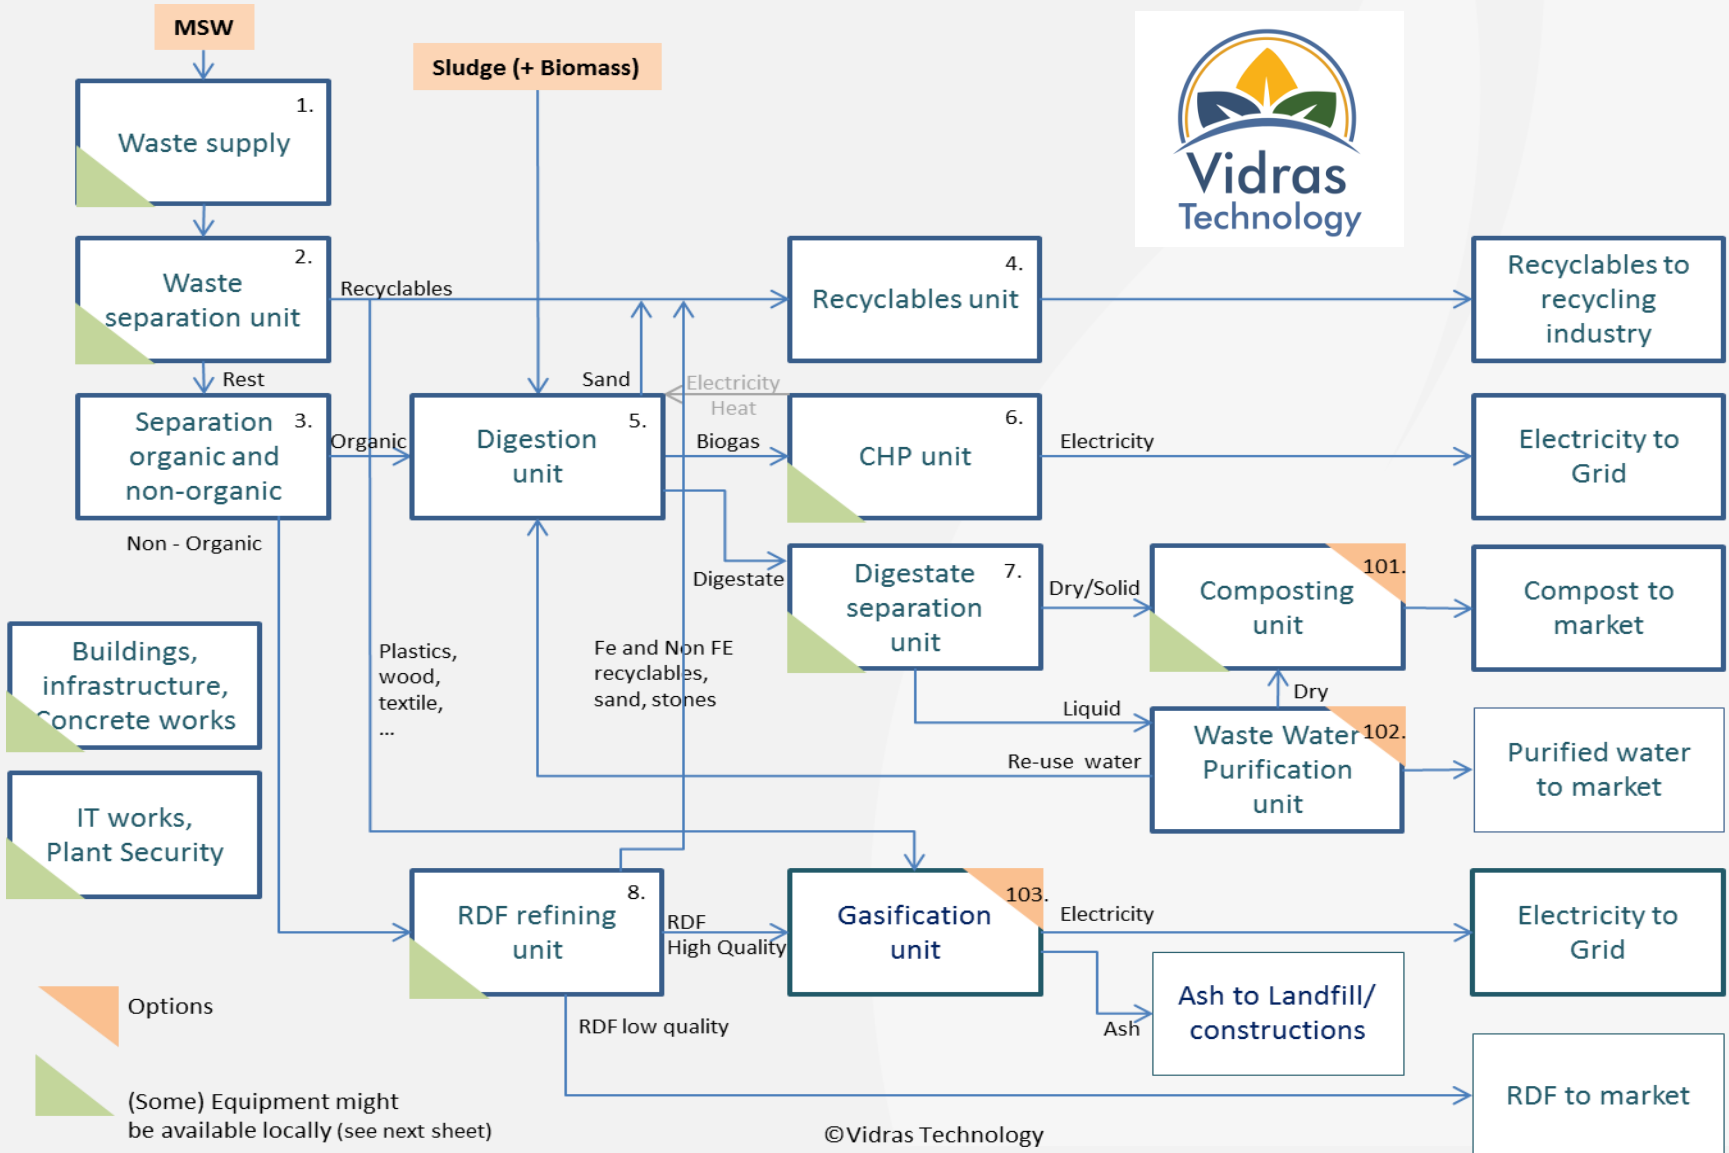 MSW
Sludge (+ Biomass)
1.
Waste supply
Vidras
Technology
2.
Waste
separation unit
Recyclables
4.
Recyclables unit
Recyclables to
recycling
industry
Rest
Sand
Electricity
Heat
3.
Separation
organic and
non-organic
Organic
5.
Digestion
unit
Biogas
6.
CHP unit
Electricity
Electricity to
Grid
Non - Organic
Digestate
7.
Digestate
separation
unit
Dry/Solid
101.
Composting
unit
Compost to
market
Buildings,
infrastructure,
Concrete works
Plastics,
wood,
textile,
...
Fe and Non FE
recyclables,
sand, stones
Liquid
Dry
Re-use water
102.
Waste Water
Purification
unit
Purified water
to market
IT works,
Plant Security
8.
RDF refining
unit
RDF
High Quality
103.
Gasification
unit
Electricity
Electricity to
Grid
Ash
Ash to Landfill/
constructions
RDF low quality
RDF to market
Options
(Some) Equipment might
be available locally (see next sheet)
©Vidras Technology